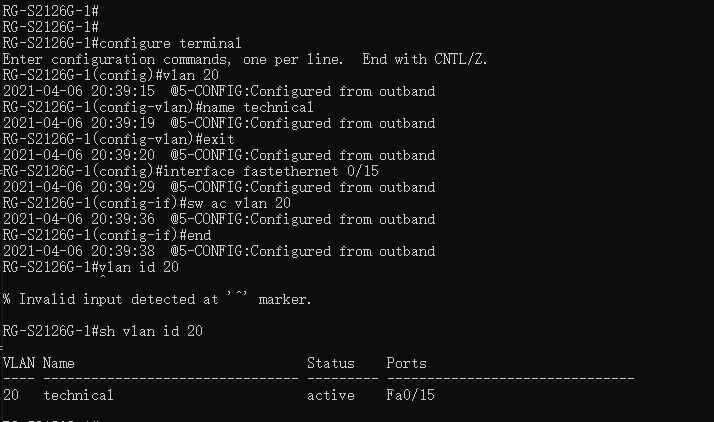 RG-S2126G-1#
RG-S2126G-1#
RG-S2126G-1#configure terminal
Enter configuration commands, one per line.  End with CNTL/Z.
RG-S2126G-1(config)#vlan 20
2021-04-06 20:39:15  @5-CONFIG:Configured from outband
RG-S2126G-1(config-vlan)#name technical
2021-04-06 20:39:19  @5-CONFIG:Configured from outband
RG-S2126G-1(config-vlan)#exit
2021-04-06 20:39:20  @5-CONFIG:Configured from outband
RG-S2126G-1(config)#interface fastethernet 0/15
2021-04-06 20:39:29  @5-CONFIG:Configured from outband
RG-S2126G-1(config-if)#sw ac vlan 20
2021-04-06 20:39:36  @5-CONFIG:Configured from outband
RG-S2126G-1(config-if)#end
2021-04-06 20:39:38  @5-CONFIG:Configured from outband
RG-S2126G-1#vlan id 20
            ^
% Invalid input detected at '^' marker.
RG-S2126G-1#sh vlan id 20
VLAN Name                             Status    Ports
---- -------------------------------- --------- -------------------------------
20   technical                        active    Fa0/15